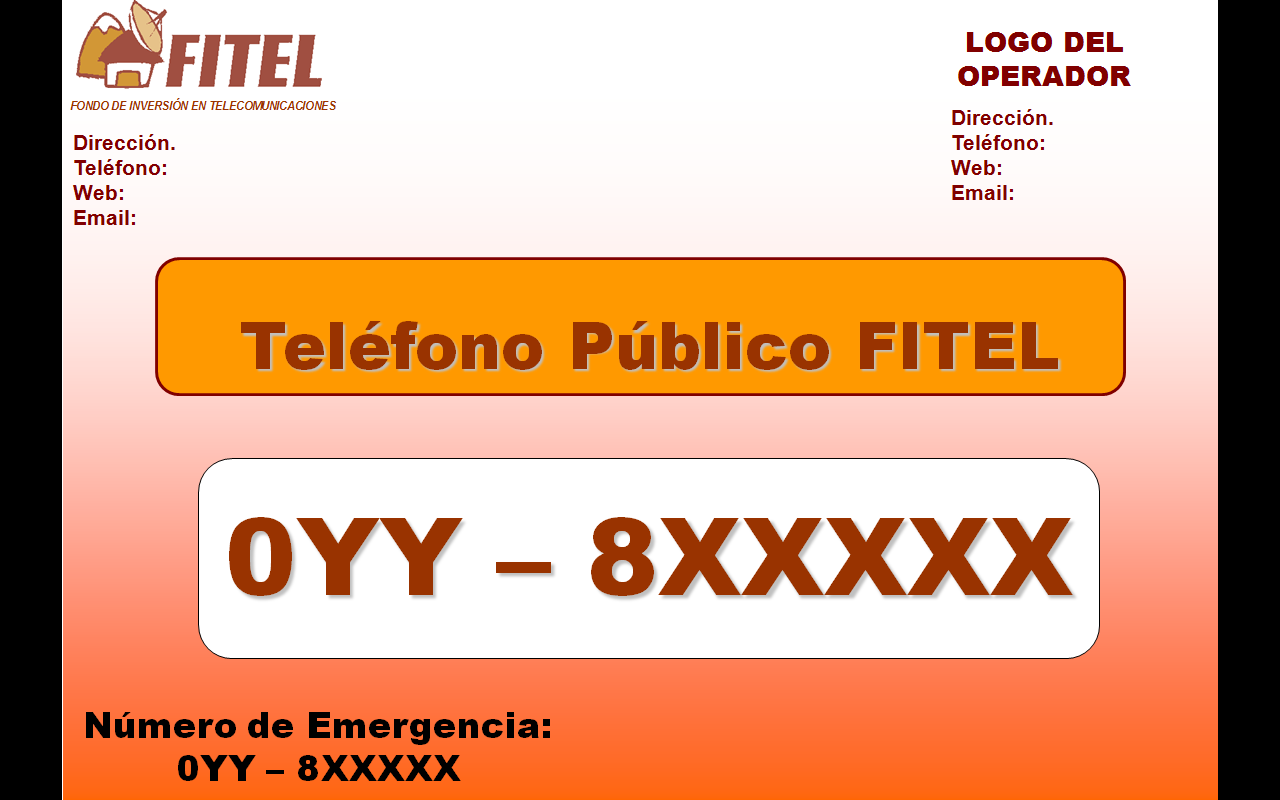 FITEL
FONDO DE INVERSIÓN EN TELECOMUNICACIONES
Dirección.
Teléfono:
Web:
Email:
LOGO DEL
OPERADOR
Dirección.
Teléfono:
Web:
Email:
Teléfono Público FITEL
0YY – 8XXXXX
Número de Emergencia:
0YY – 8XXXXX